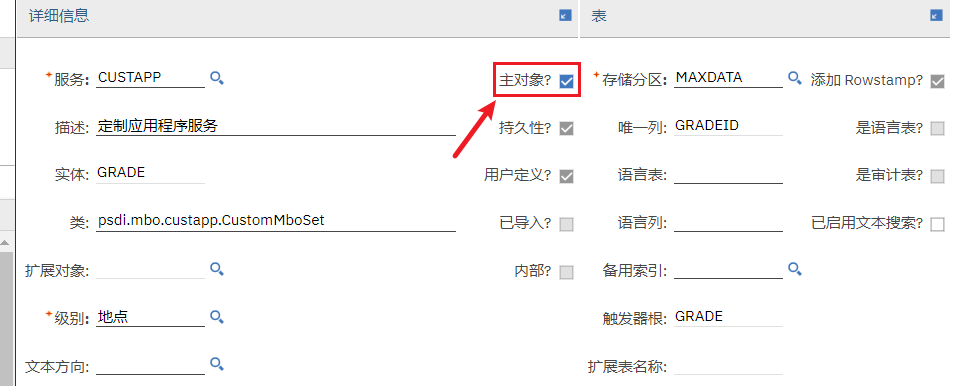 详细信息 表
*服务: CUSTAPP 主对象? *存储分区: MAXDATA 添加 Rowstamp?
描述: 定制应用程序服务 持久性? 唯一列: GRADEID 是语言表?
实体: GRADE 用户定义? 语言表: 是审计表?
类: psdi.mbo.custapp.CustomMboSet 已导入? 语言列: 已启用文本搜索?
扩展对象: 内部? 备用索引:
*级别: 地点 触发器根: GRADE
文本方向: 扩展表名称: